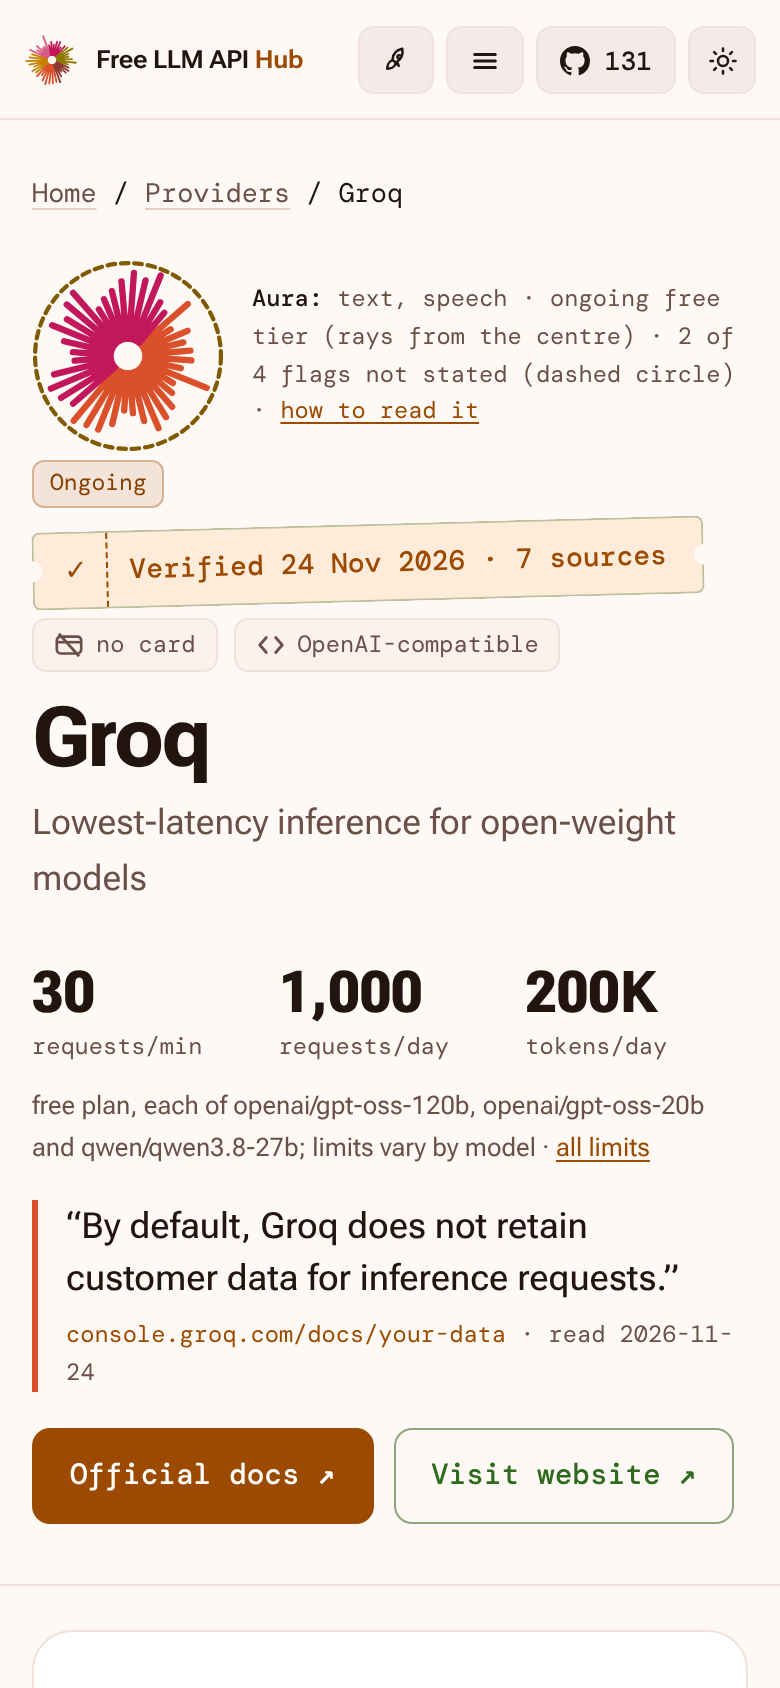 Free LLM API Hub
131
Home / Providers / Groq
Aura: text, speech · ongoing free
tier (rays from the centre) · 2 of
4 flags not stated (dashed circle)
· how to read it
Ongoing
✓ Verified 24 Nov 2026 · 7 sources
no card
OpenAI-compatible
Groq
Lowest-latency inference for open-weight
models
30
requests/min
1,000
requests/day
200K
tokens/day
free plan, each of openai/gpt-oss-120b, openai/gpt-oss-20b
and qwen/qwen3.8-27b; limits vary by model · all limits
“By default, Groq does not retain
customer data for inference requests.”
console.groq.com/docs/your-data · read 2026-11-
24
Official docs ↗
Visit website ↗